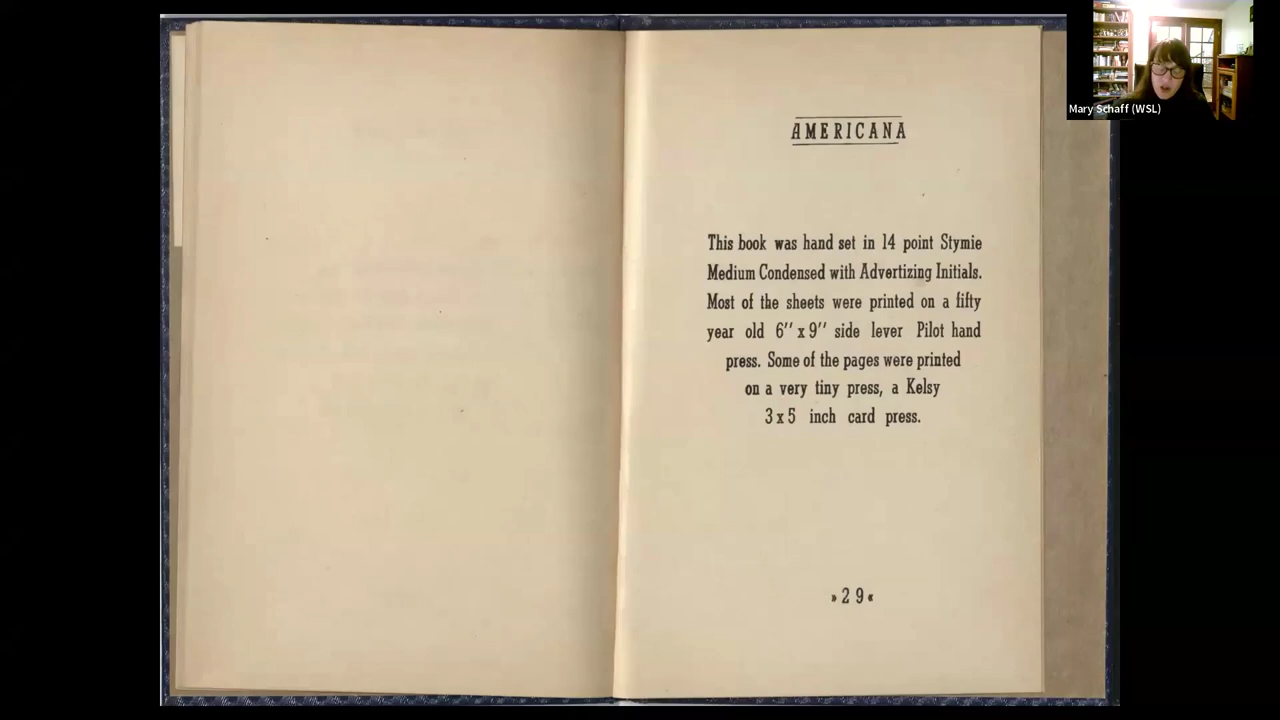 Mary Schaff (WSL)
AMERICANA
This book was hand set in 14 point Stymie
Medium Condensed with Advertizing Initials.
Most of the sheets were printed on a fifty
year old 6″ x 9″ side lever Pilot hand
press. Some of the pages were printed
on a very tiny press, a Kelsy
3 x 5 inch card press.
»29«